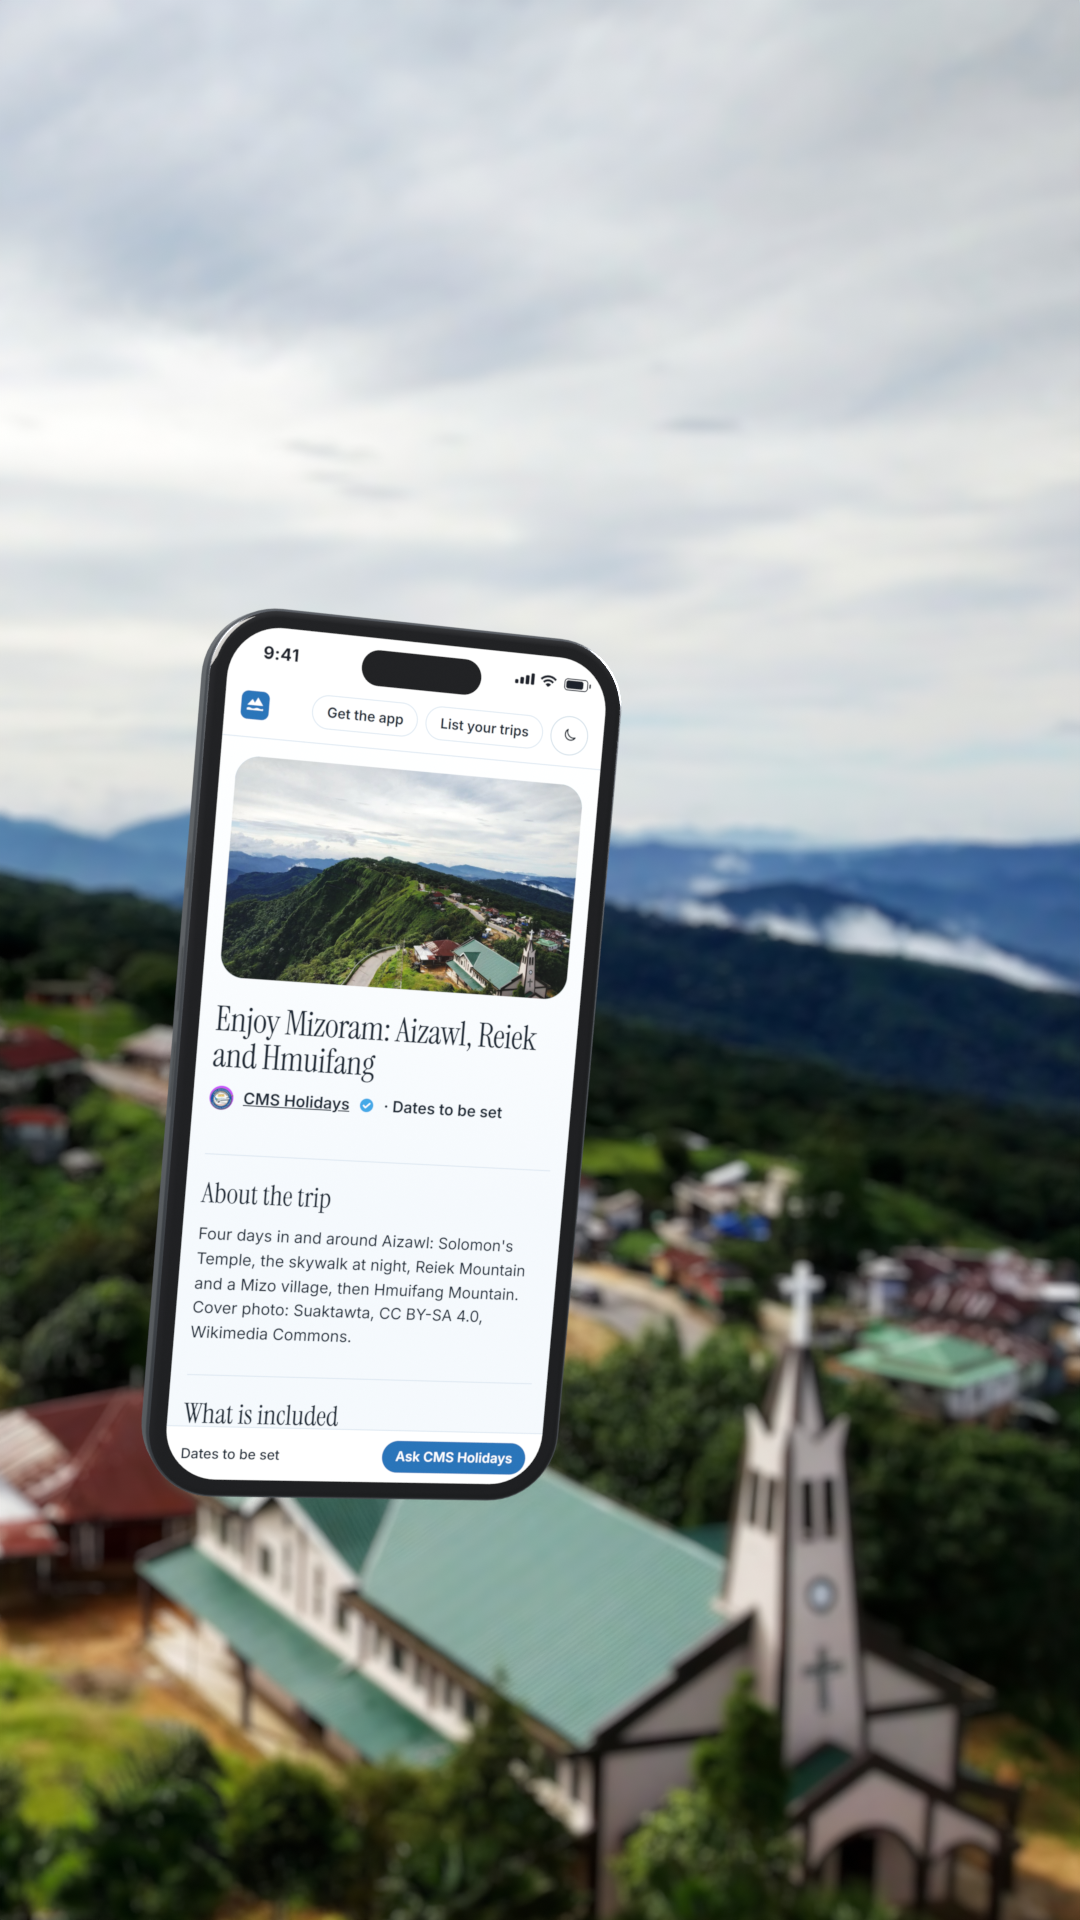 9:41
Get the app
List your trips
Enjoy Mizoram: Aizawl, Reiek
and Hmuifang
CMS Holidays · Dates to be set
About the trip
Four days in and around Aizawl: Solomon's
Temple, the skywalk at night, Reiek Mountain
and a Mizo village, then Hmuifang Mountain.
Cover photo: Suaktawta, CC BY-SA 4.0,
Wikimedia Commons.
What is included
Dates to be set
Ask CMS Holidays